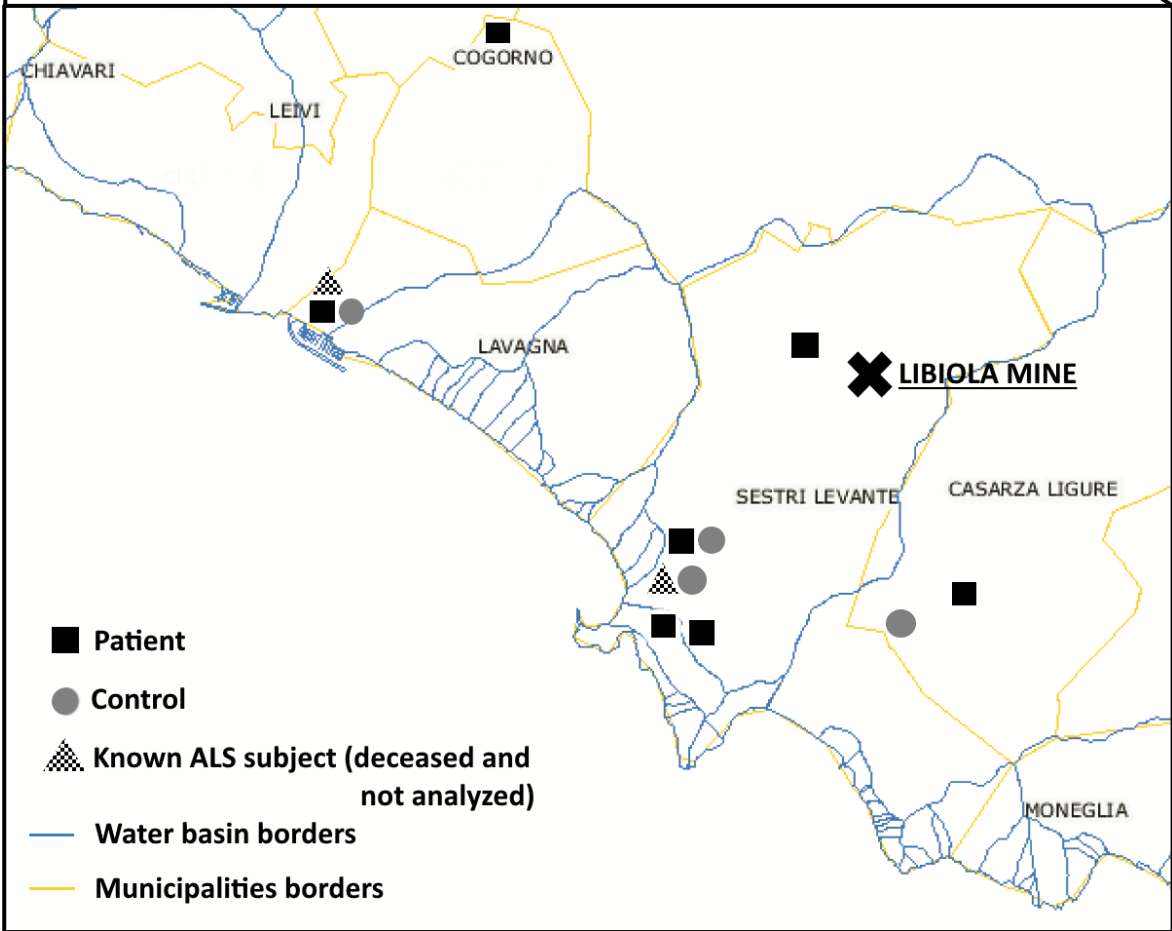 COGORNO
CHIAVARI
LEIVI
LAVAGNA
LIBIOLA MINE
SESTRI LEVANTE
CASARZA LIGURE
Patient
Control
Known ALS subject (deceased and
not analyzed)
Water basin borders
Municipalities borders
MONEGLIA